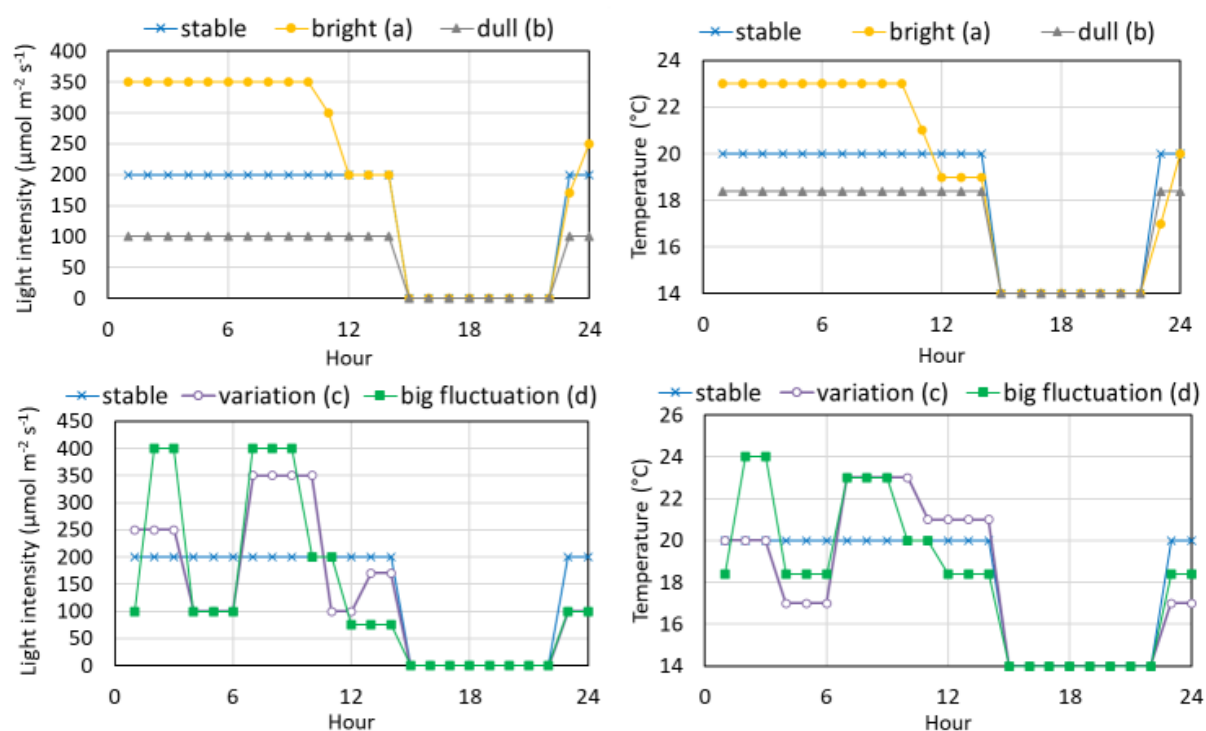 stable bright (a) dull (b)
Light intensity (µmol m⁻² s⁻¹)
400
350
300
250
200
150
100
50
0
0 6 12 18 24
Hour
stable bright (a) dull (b)
Temperature (°C)
24
22
20
18
16
14
0 6 12 18 24
Hour
stable variation (c) big fluctuation (d)
Light intensity (µmol m⁻² s⁻¹)
450
400
350
300
250
200
150
100
50
0
0 6 12 18 24
Hour
stable variation (c) big fluctuation (d)
Temperature (°C)
26
24
22
20
18
16
14
0 6 12 18 24
Hour